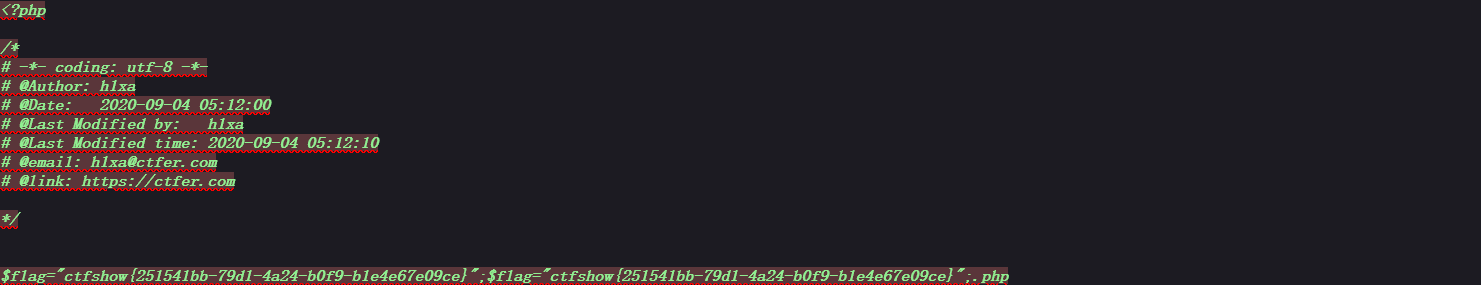 <?php
/*
# -*- coding: utf-8 -*-
# @Author: h1xa
# @Date:   2020-09-04 05:12:00
# @Last Modified by:   h1xa
# @Last Modified time: 2020-09-04 05:12:10
# @email: h1xa@ctfer.com
# @link: https://ctfer.com
*/
$flag="ctfshow{251541bb-79d1-4a24-b0f9-b1e4e67e09ce}";$flag="ctfshow{251541bb-79d1-4a24-b0f9-b1e4e67e09ce}";.php